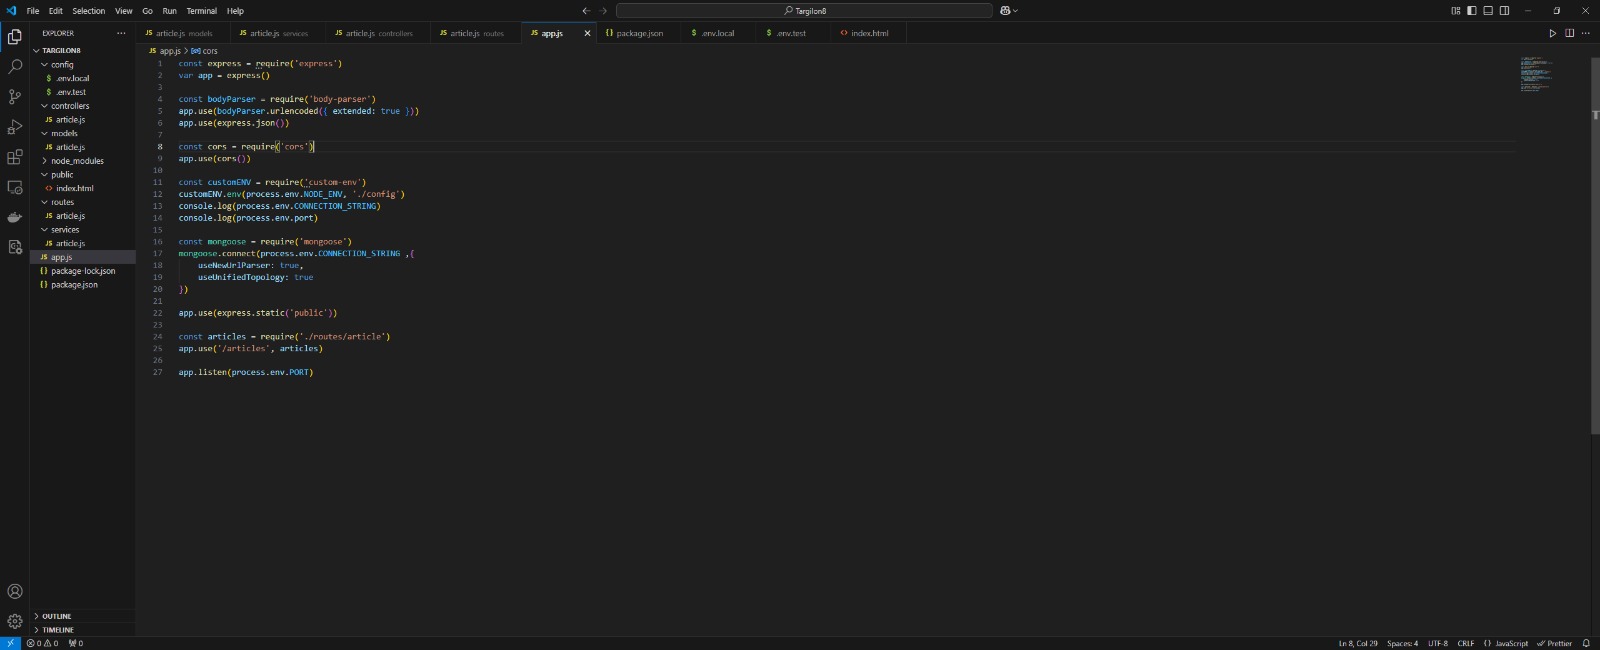 File Edit Selection View Go Run Terminal Help
Targilon8
EXPLORER
TARGILON8
config
.env.local
.env.test
controllers
JS article.js
models
JS article.js
node_modules
public
index.html
routes
JS article.js
services
JS article.js
JS app.js
{} package-lock.json
{} package.json
OUTLINE
TIMELINE
JS article.js models JS article.js services JS article.js controllers JS article.js routes JS app.js {} package.json $ .env.local $ .env.test <> index.html
JS app.js > cors
1 const express = require('express')
2 var app = express()
3
4 const bodyParser = require('body-parser')
5 app.use(bodyParser.urlencoded({ extended: true }))
6 app.use(express.json())
7
8 const cors = require('cors')
9 app.use(cors())
10
11 const customENV = require('custom-env')
12 customENV.env(process.env.NODE_ENV, './config')
13 console.log(process.env.CONNECTION_STRING)
14 console.log(process.env.port)
15
16 const mongoose = require('mongoose')
17 mongoose.connect(process.env.CONNECTION_STRING ,{
18 useNewUrlParser: true,
19 useUnifiedTopology: true
20 })
21
22 app.use(express.static('public'))
23
24 const articles = require('./routes/article')
25 app.use('/articles', articles)
26
27 app.listen(process.env.PORT)
0 0 0 Ln 8, Col 29 Spaces: 4 UTF-8 CRLF {} JavaScript Prettier